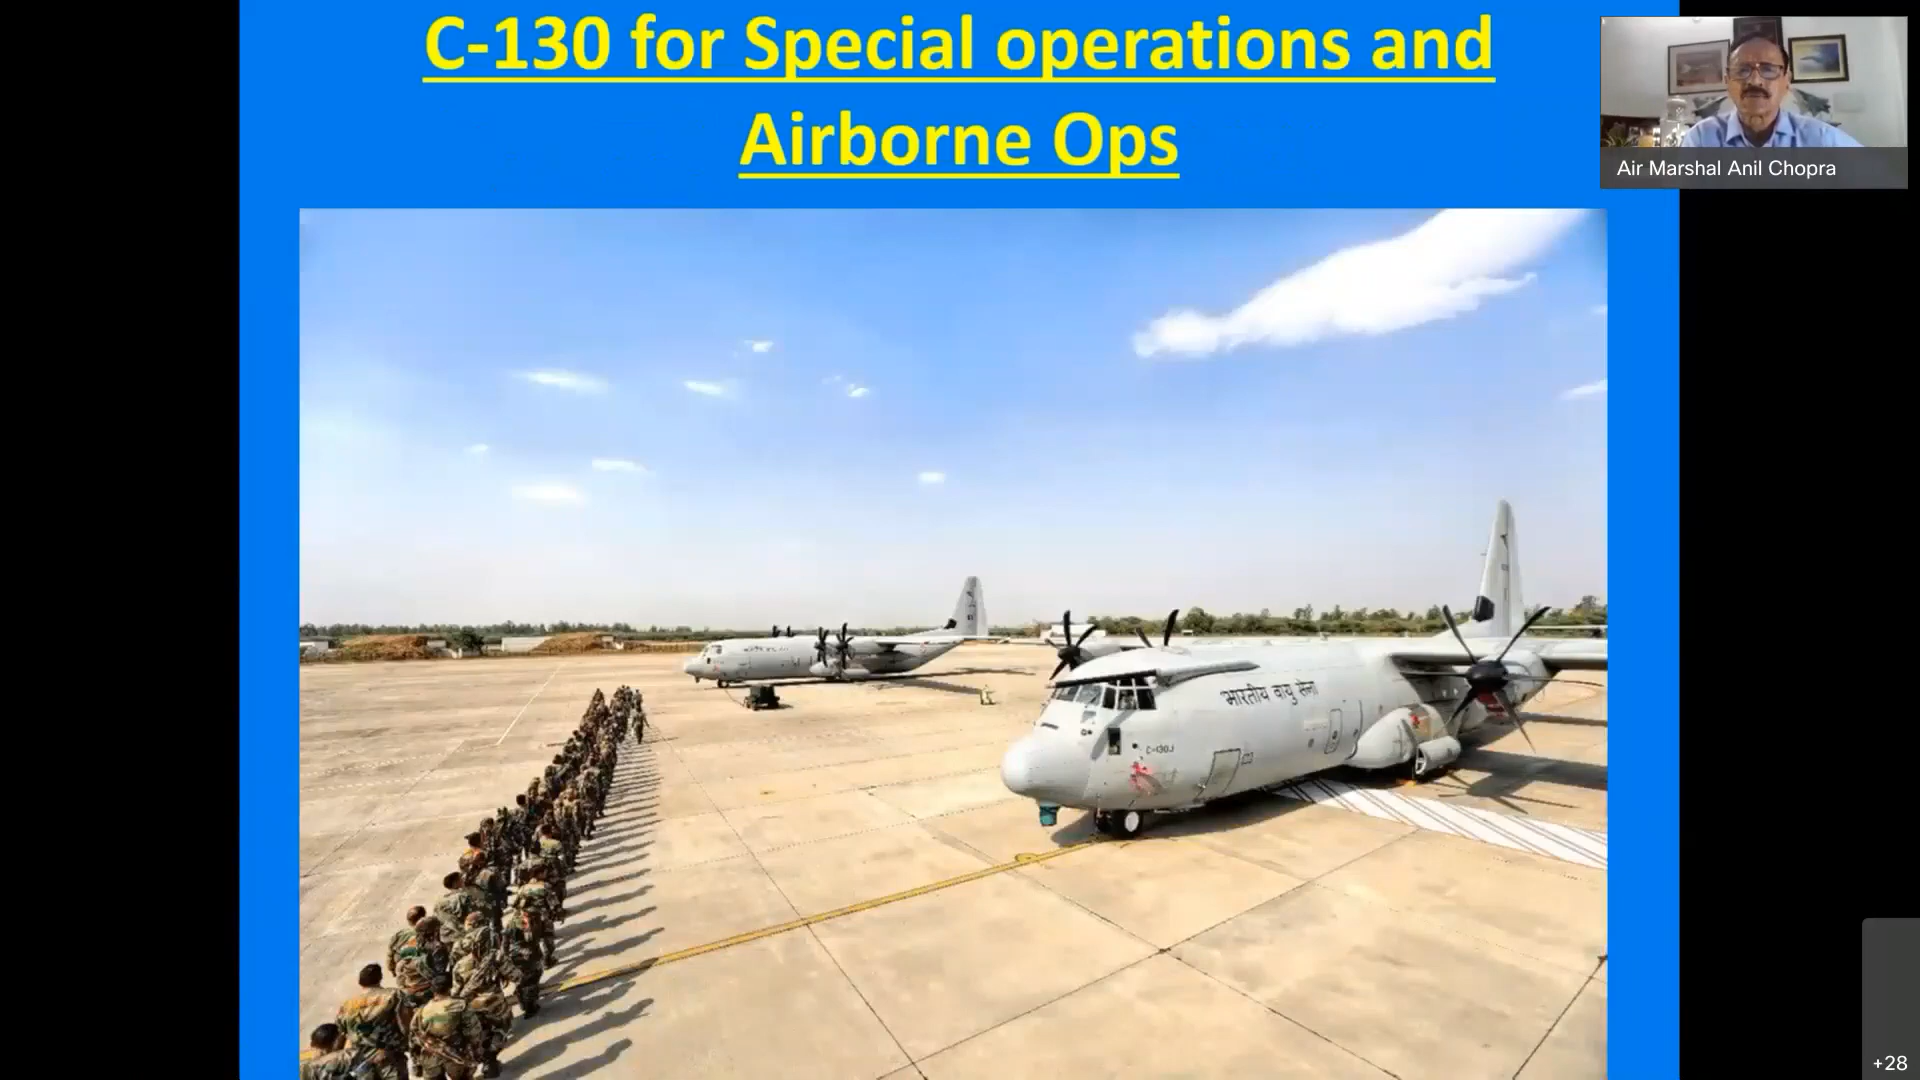 C-130 for Special operations and
Airborne Ops
Air Marshal Anil Chopra
भारतीय वायु सेना
C-130J
+28